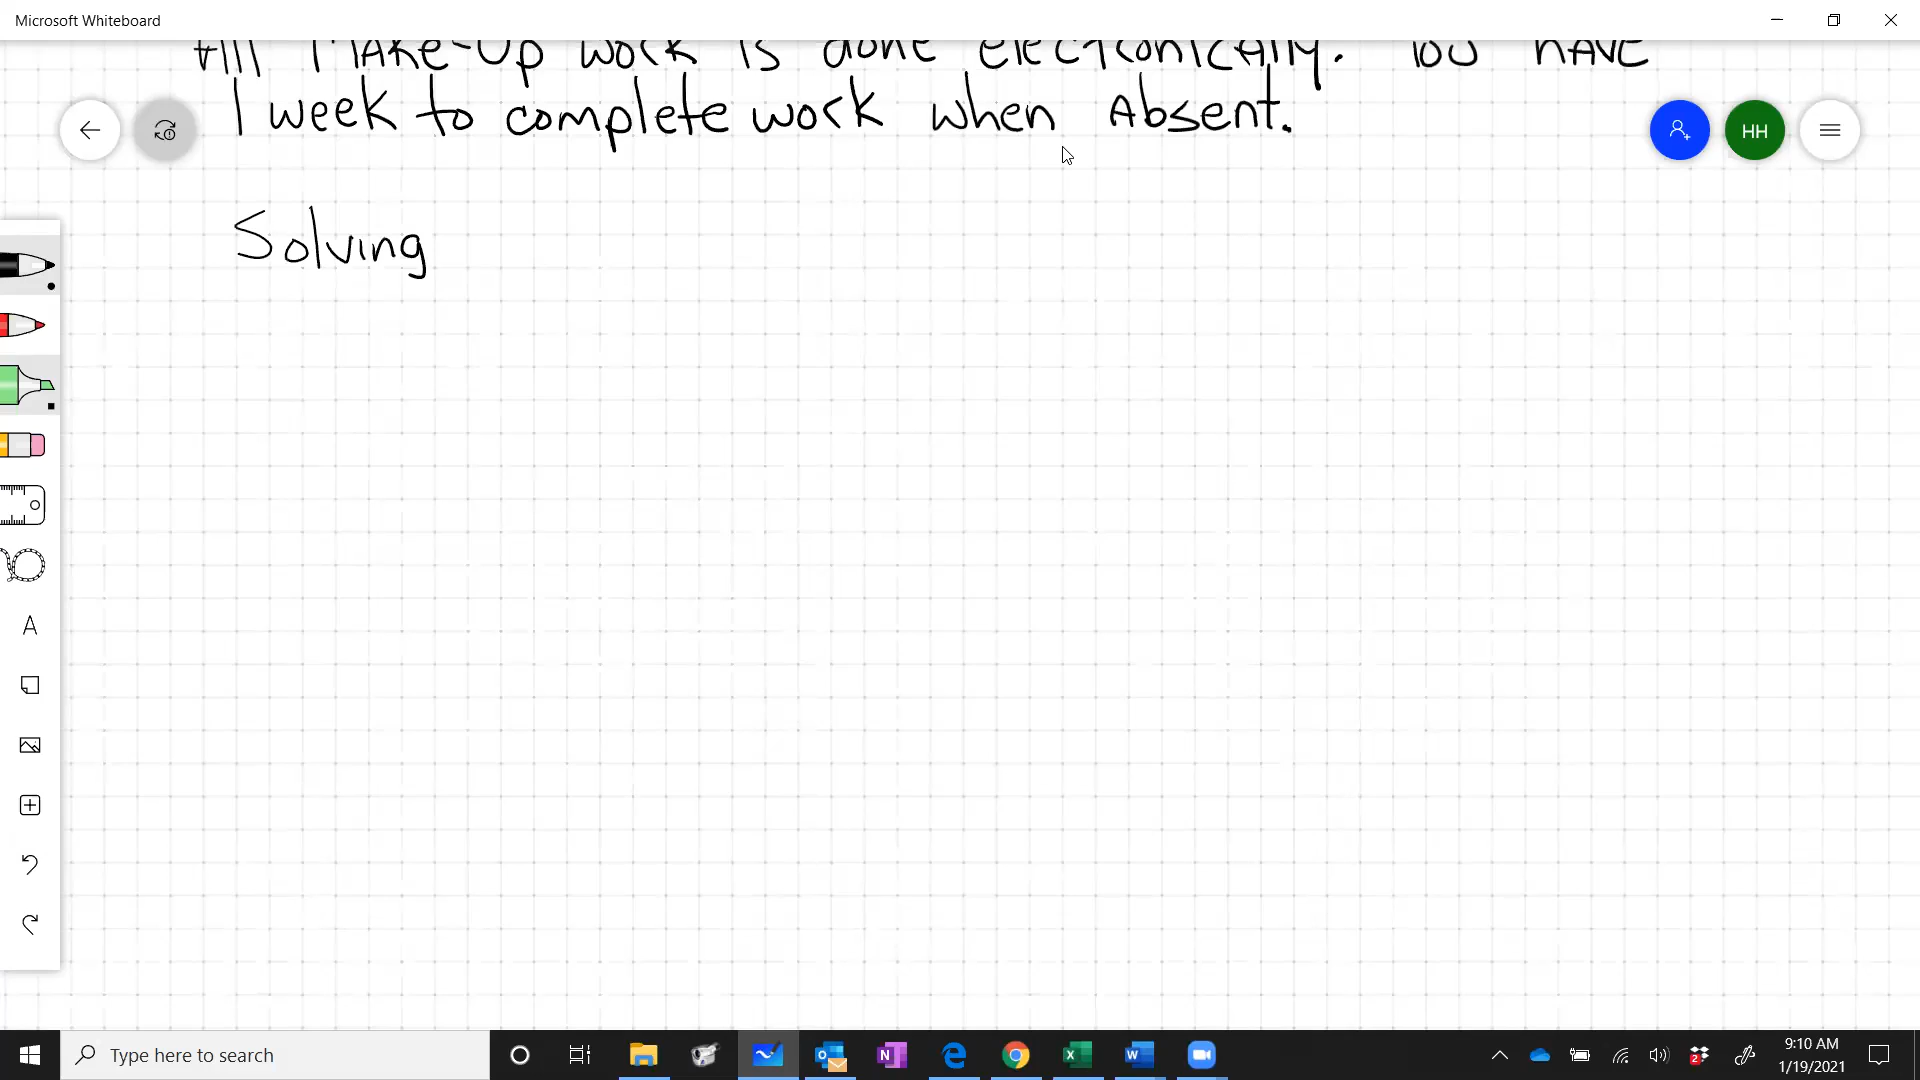 Microsoft Whiteboard
All Make-Up work is done electronically. You have
1 week to complete work when Absent.
HH
Solving
A
Type here to search
9:10 AM
1/19/2021